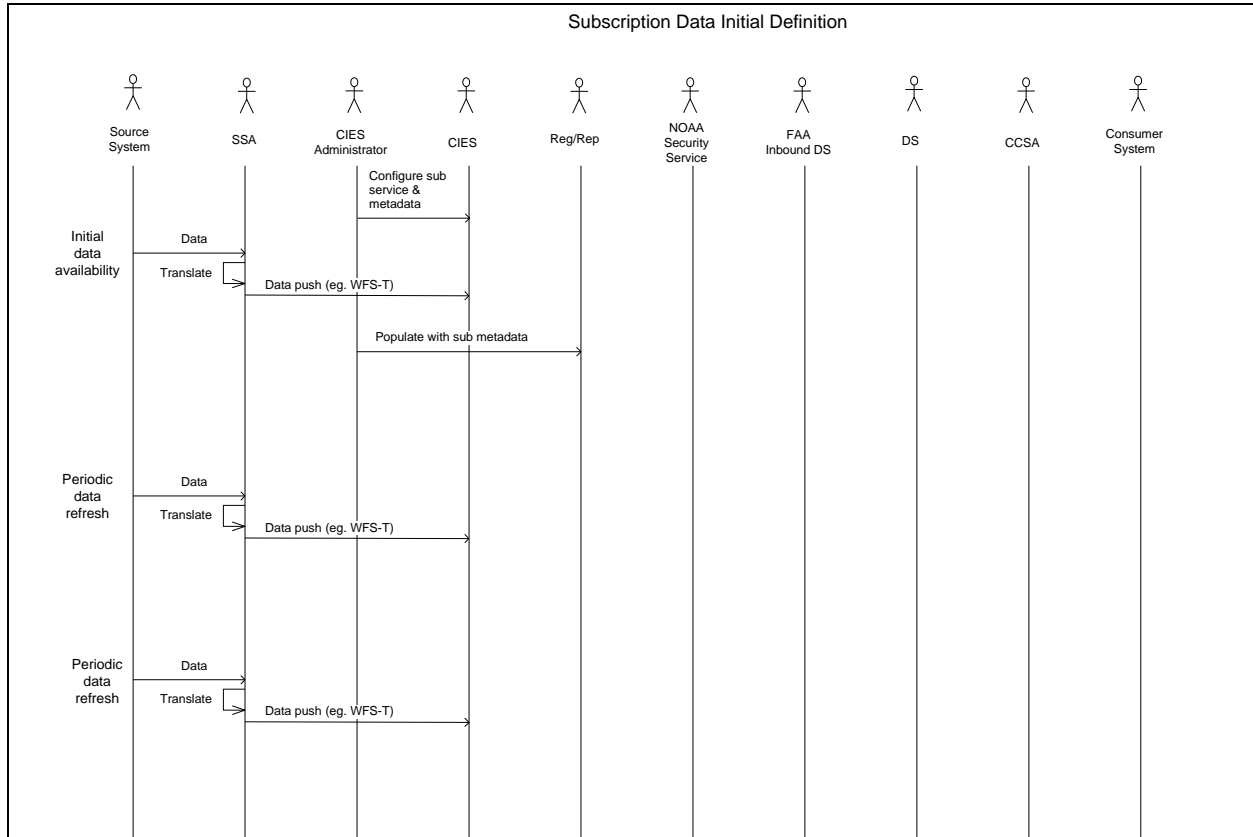 Subscription Data Initial Definition
Source
System
SSA
CIES
Administrator
CIES
Reg/Rep
NOAA
Security
Service
FAA
Inbound DS
DS
CCSA
Consumer
System
Configure sub
service &
metadata
Initial
data
availability
Data
Translate
Data push (eg. WFS-T)
Populate with sub metadata
Periodic
data
refresh
Data
Translate
Data push (eg. WFS-T)
Periodic
data
refresh
Data
Translate
Data push (eg. WFS-T)